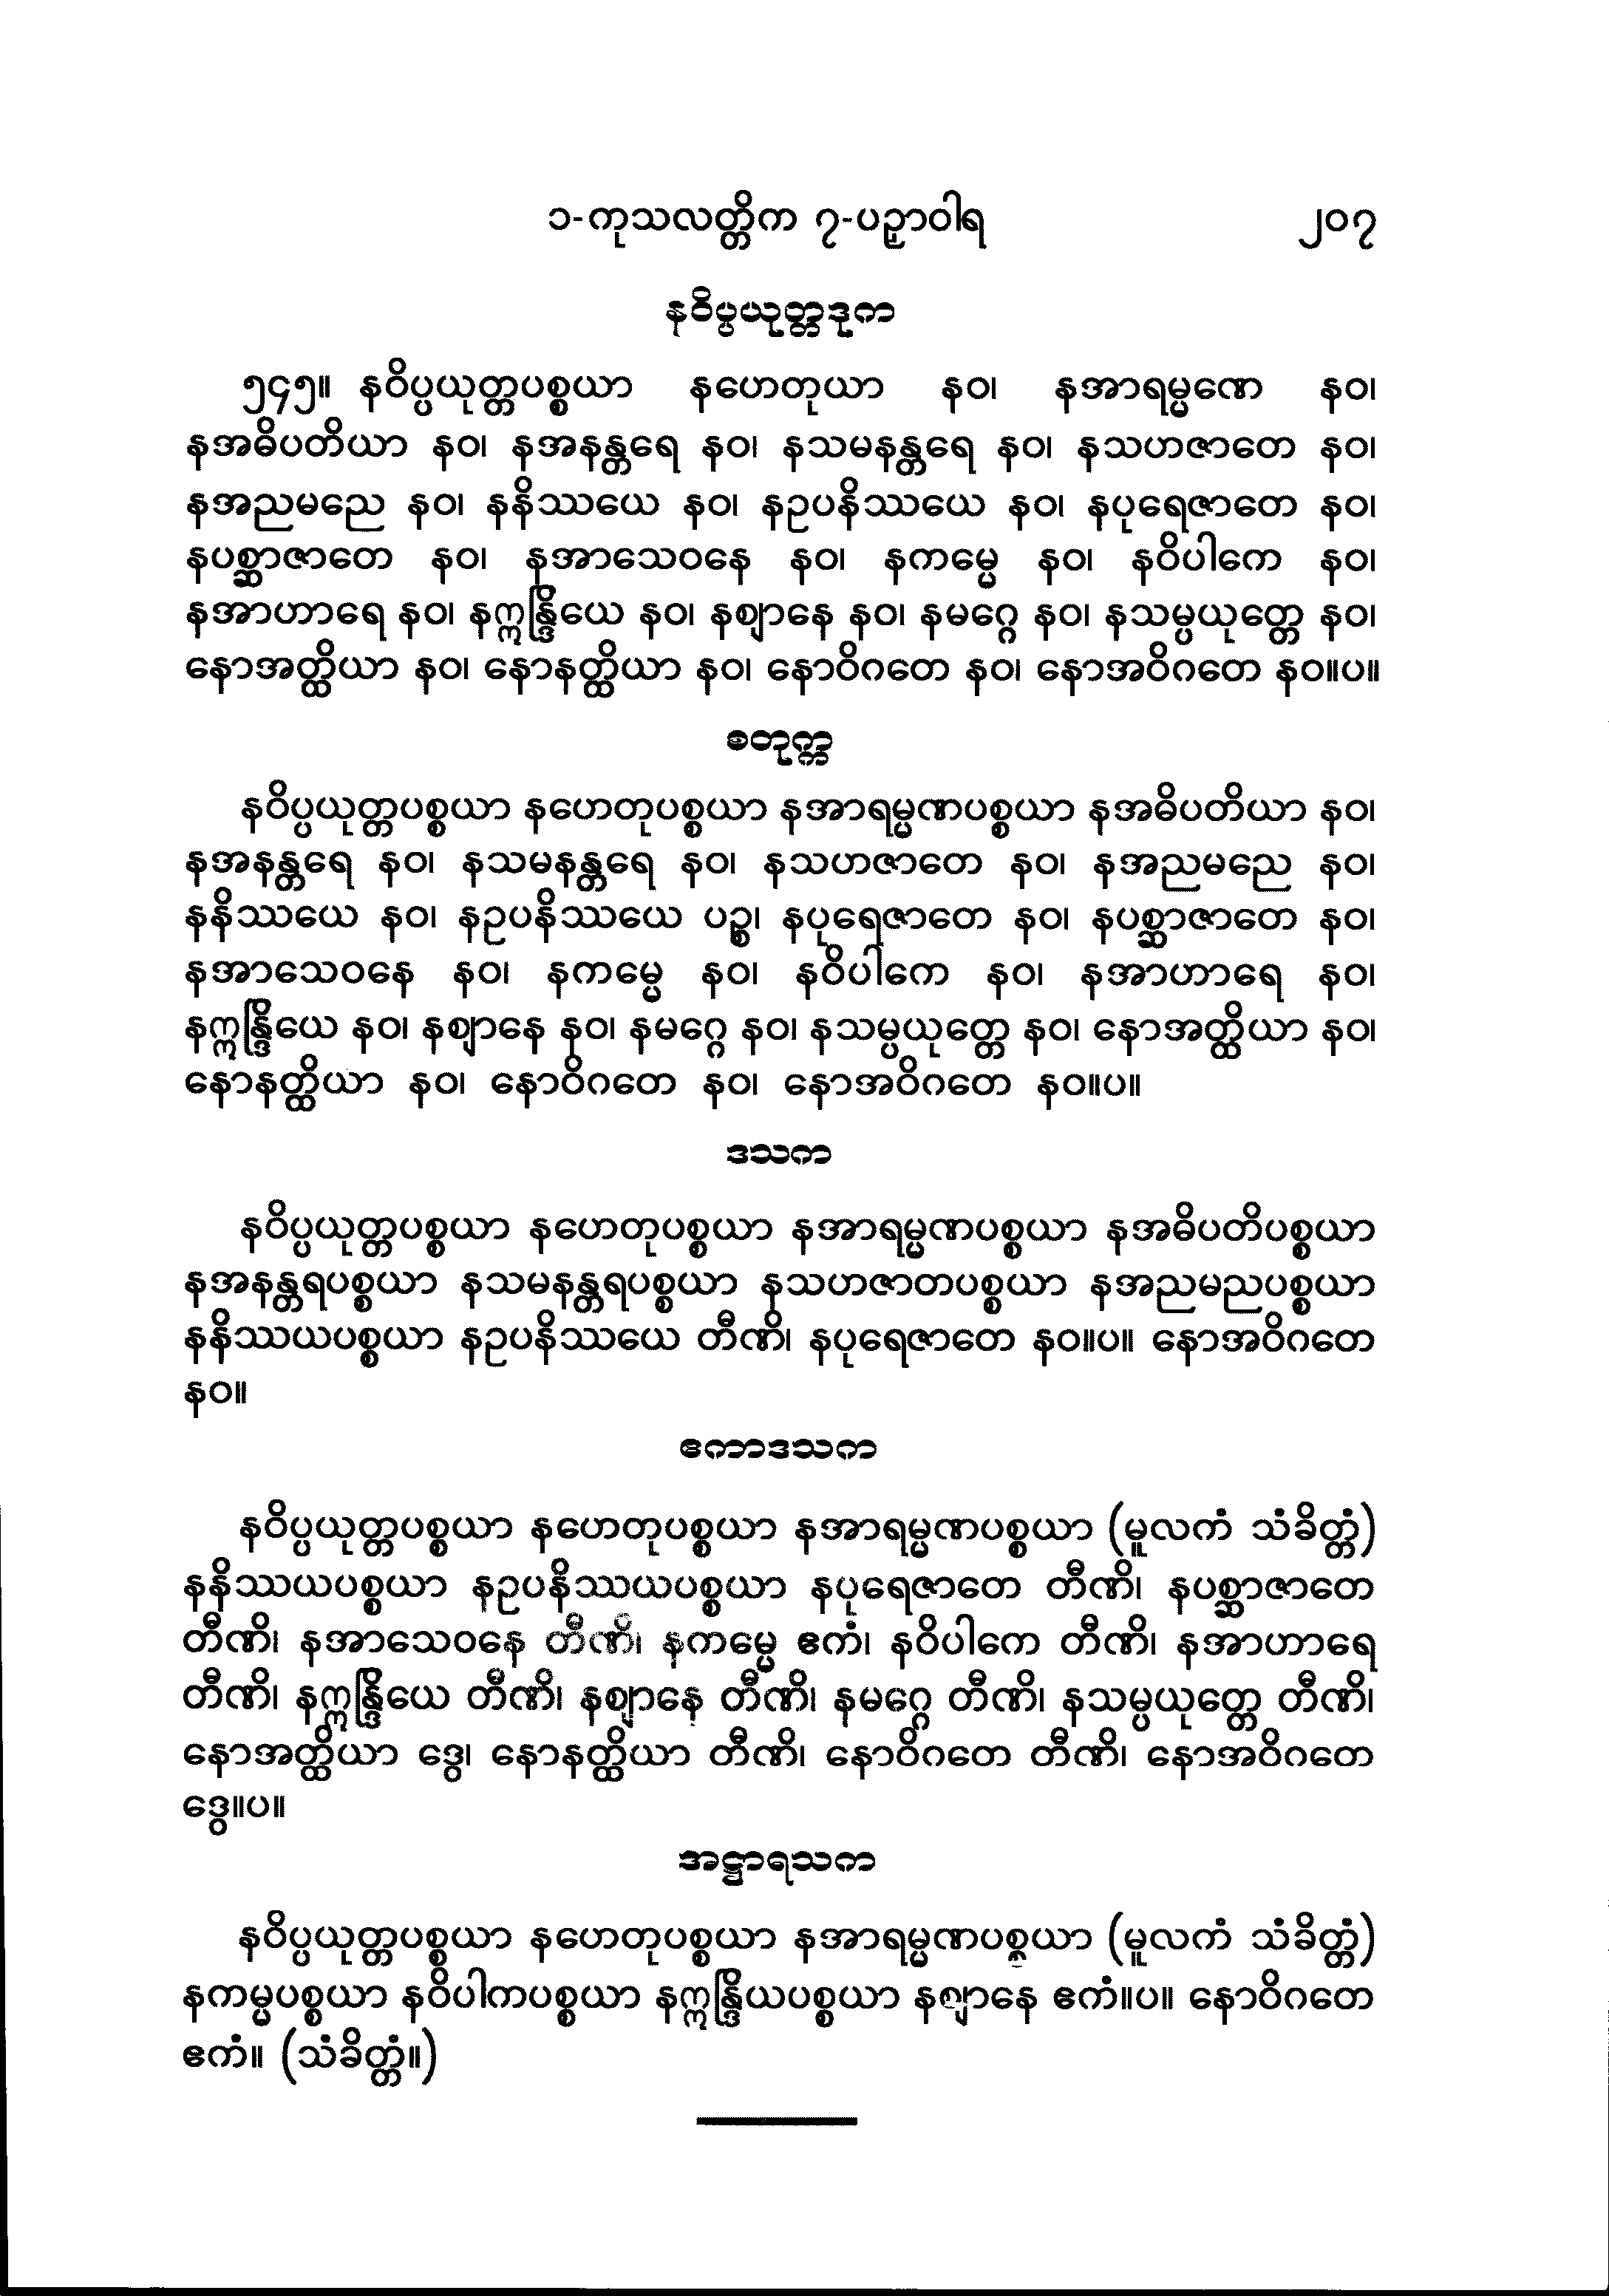 ၁-ကုသလတ္တိက ၇-ပဉှာဝါရ ၂၀၇
နဝိပ္ပယုတ္တဒုက
၅၄၅။ နဝိပ္ပယုတ္တပစ္စယာ နဟေတုယာ နဝ၊ နအာရမ္မဏေ နဝ၊
နအဓိပတိယာ နဝ၊ နအနန္တရေ နဝ၊ နသမနန္တရေ နဝ၊ နသဟဇာတေ နဝ၊
နအညမညေ နဝ၊ နနိဿယေ နဝ၊ နဥပနိဿယေ နဝ၊ နပုရေဇာတေ နဝ၊
နပစ္ဆာဇာတေ နဝ၊ နအာသေဝနေ နဝ၊ နကမ္မေ နဝ၊ နဝိပါကေ နဝ၊
နအာဟာရေ နဝ၊ နဣန္ဒြိယေ နဝ၊ နဈာနေ နဝ၊ နမဂ္ဂေ နဝ၊ နသမ္ပယုတ္တေ နဝ၊
နောအတ္ထိယာ နဝ၊ နောနတ္ထိယာ နဝ၊ နောဝိဂတေ နဝ၊ နောအဝိဂတေ နဝ။ပ။
စတုက္က
နဝိပ္ပယုတ္တပစ္စယာ နဟေတုပစ္စယာ နအာရမ္မဏပစ္စယာ နအဓိပတိယာ နဝ၊
နအနန္တရေ နဝ၊ နသမနန္တရေ နဝ၊ နသဟဇာတေ နဝ၊ နအညမညေ နဝ၊
နနိဿယေ နဝ၊ နဥပနိဿယေ ပဉ္စ၊ နပုရေဇာတေ နဝ၊ နပစ္ဆာဇာတေ နဝ၊
နအာသေဝနေ နဝ၊ နကမ္မေ နဝ၊ နဝိပါကေ နဝ၊ နအာဟာရေ နဝ၊
နဣန္ဒြိယေ နဝ၊ နဈာနေ နဝ၊ နမဂ္ဂေ နဝ၊ နသမ္ပယုတ္တေ နဝ၊ နောအတ္ထိယာ နဝ၊
နောနတ္ထိယာ နဝ၊ နောဝိဂတေ နဝ၊ နောအဝိဂတေ နဝ။ပ။
ဒသက
နဝိပ္ပယုတ္တပစ္စယာ နဟေတုပစ္စယာ နအာရမ္မဏပစ္စယာ နအဓိပတိပစ္စယာ
နအနန္တရပစ္စယာ နသမနန္တရပစ္စယာ နသဟဇာတပစ္စယာ နအညမညပစ္စယာ
နနိဿယပစ္စယာ နဥပနိဿယေ တီဏိ၊ နပုရေဇာတေ နဝ။ပ။ နောအဝိဂတေ
နဝ။
ဧကာဒသက
နဝိပ္ပယုတ္တပစ္စယာ နဟေတုပစ္စယာ နအာရမ္မဏပစ္စယာ (မူလကံ သံခိတ္တံ)
နနိဿယပစ္စယာ နဥပနိဿယပစ္စယာ နပုရေဇာတေ တီဏိ၊ နပစ္ဆာဇာတေ
တီဏိ၊ နအာသေဝနေ တီဏိ၊ နကမ္မေ ဧကံ၊ နဝိပါကေ တီဏိ၊ နအာဟာရေ
တီဏိ၊ နဣန္ဒြိယေ တီဏိ၊ နဈာနေ တီဏိ၊ နမဂ္ဂေ တီဏိ၊ နသမ္ပယုတ္တေ တီဏိ၊
နောအတ္ထိယာ ဒွေ၊ နောနတ္ထိယာ တီဏိ၊ နောဝိဂတေ တီဏိ၊ နောအဝိဂတေ
ဒွေ။ပ။
အဋ္ဌာရသက
နဝိပ္ပယုတ္တပစ္စယာ နဟေတုပစ္စယာ နအာရမ္မဏပစ္စယာ (မူလကံ သံခိတ္တံ)
နကမ္မပစ္စယာ နဝိပါကပစ္စယာ နဣန္ဒြိယပစ္စယာ နဈာနေ ဧကံ။ပ။ နောဝိဂတေ
ဧကံ။ (သံခိတ္တံ။)